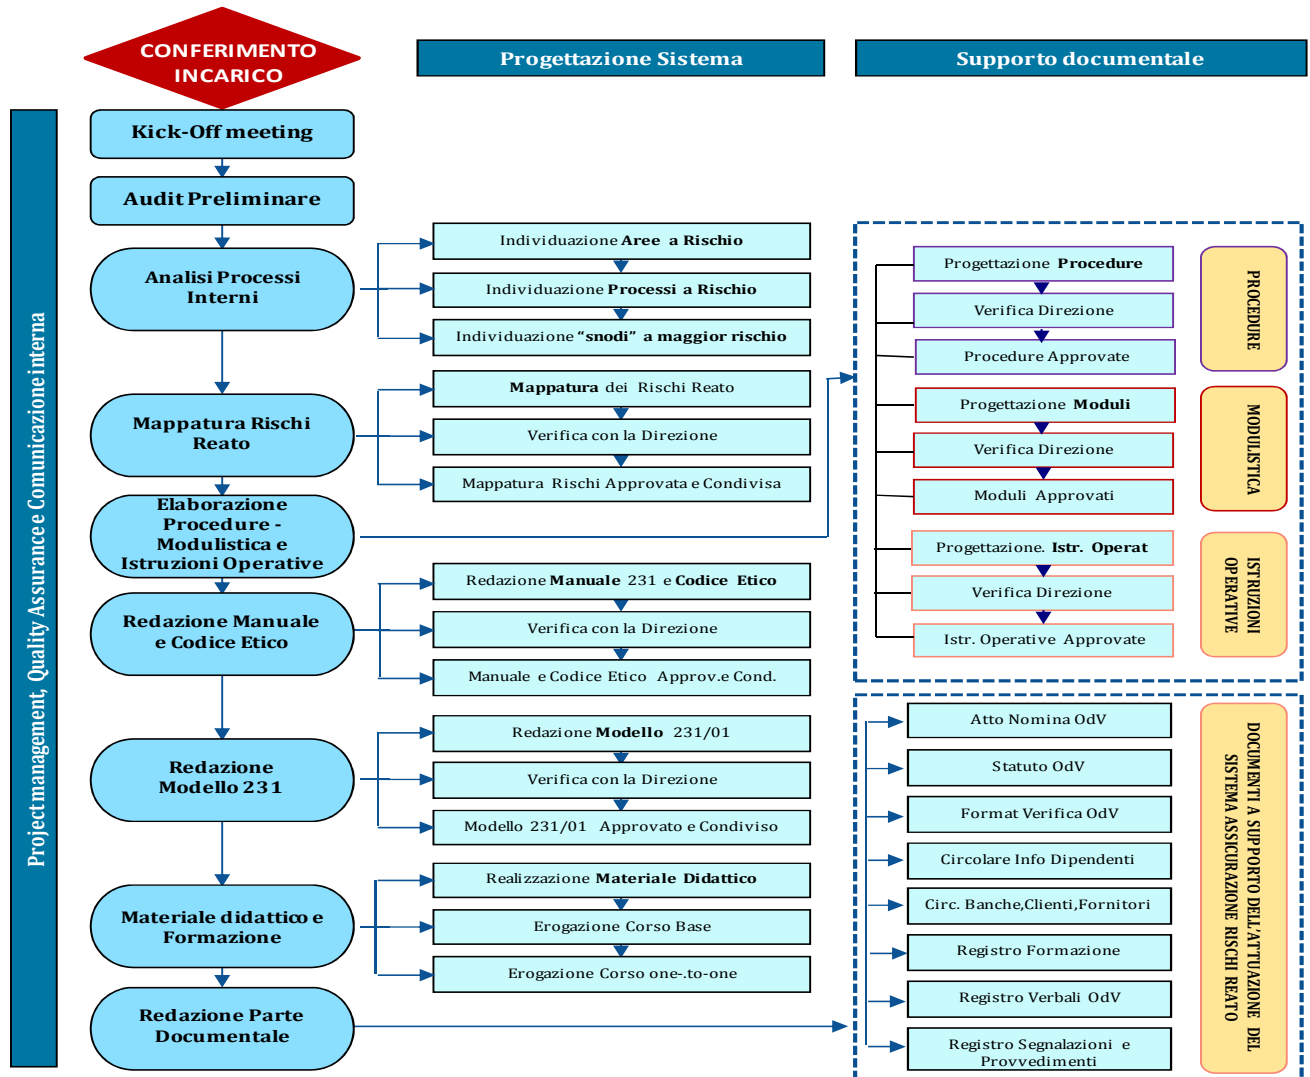 CONFERIMENTO
INCARICO
Progettazione Sistema
Supporto documentale
Project management, Quality Assurance e Comunicazione interna
Kick-Off meeting
Audit Preliminare
Analisi Processi
Interni
Mappatura Rischi
Reato
Elaborazione
Procedure -
Modulistica e
Istruzioni Operative
Redazione Manuale
e Codice Etico
Redazione
Modello 231
Materiale didattico e
Formazione
Redazione Parte
Documentale
Individuazione Aree a Rischio
Individuazione Processi a Rischio
Individuazione “snodi” a maggior rischio
Mappatura dei Rischi Reato
Verifica con la Direzione
Mappatura Rischi Approvata e Condivisa
Redazione Manuale 231 e Codice Etico
Verifica con la Direzione
Manuale e Codice Etico Approv.e Cond.
Redazione Modello 231/01
Verifica con la Direzione
Modello 231/01 Approvato e Condiviso
Realizzazione Materiale Didattico
Erogazione Corso Base
Erogazione Corso one-.to-one
Progettazione Procedure
Verifica Direzione
Procedure Approvate
PROCEDURE
Progettazione Moduli
Verifica Direzione
Moduli Approvati
MODULISTICA
Progettazione. Istr. Operat
Verifica Direzione
Istr. Operative Approvate
ISTRUZIONI
OPERATIVE
Atto Nomina OdV
Statuto OdV
Format Verifica OdV
Circolare Info Dipendenti
Circ. Banche,Clienti,Fornitori
Registro Formazione
Registro Verbali OdV
Registro Segnalazioni e
Provvedimenti
DOCUMENTI A SUPPORTO DELL'ATTUAZIONE DEL
SISTEMA ASSICURAZIONE RISCHI REATO